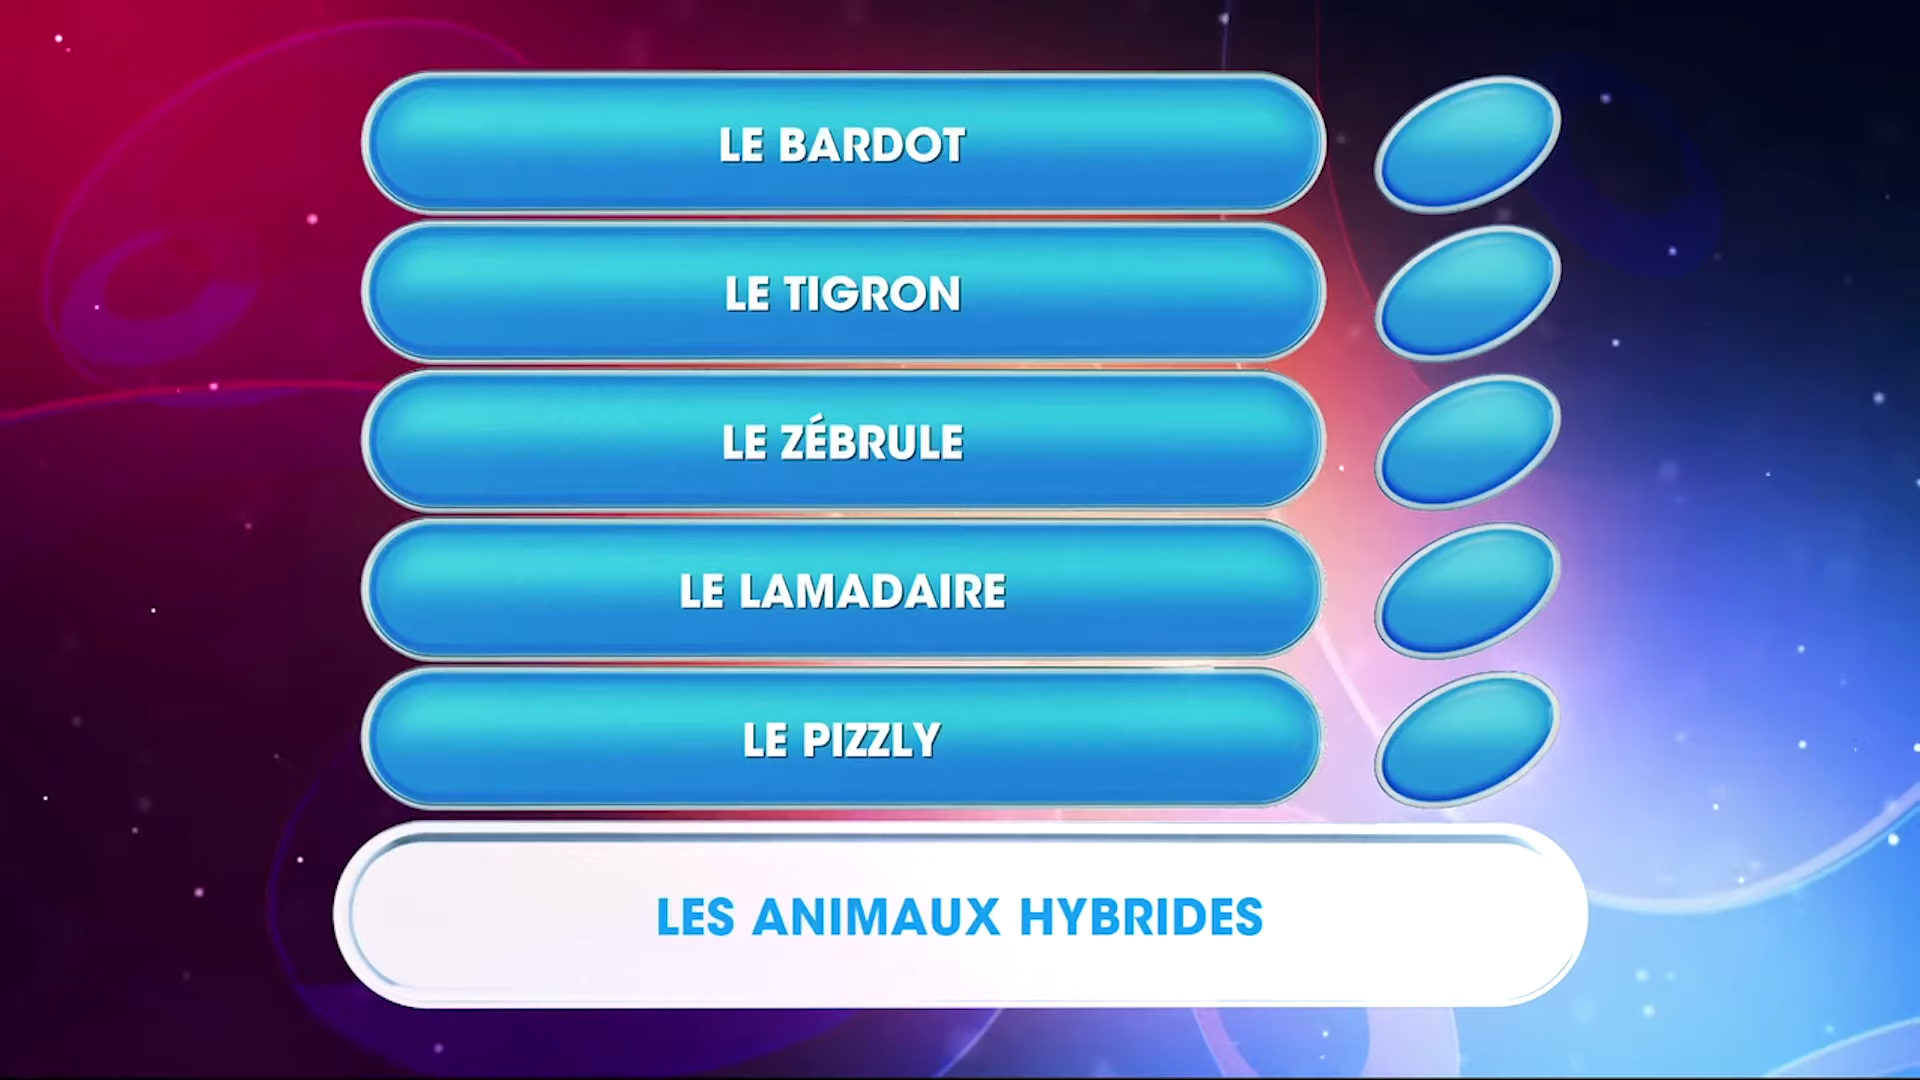 LE BARDOT
LE TIGRON
LE ZÉBRULE
LE LAMADAIRE
LE PIZZLY
LES ANIMAUX HYBRIDES